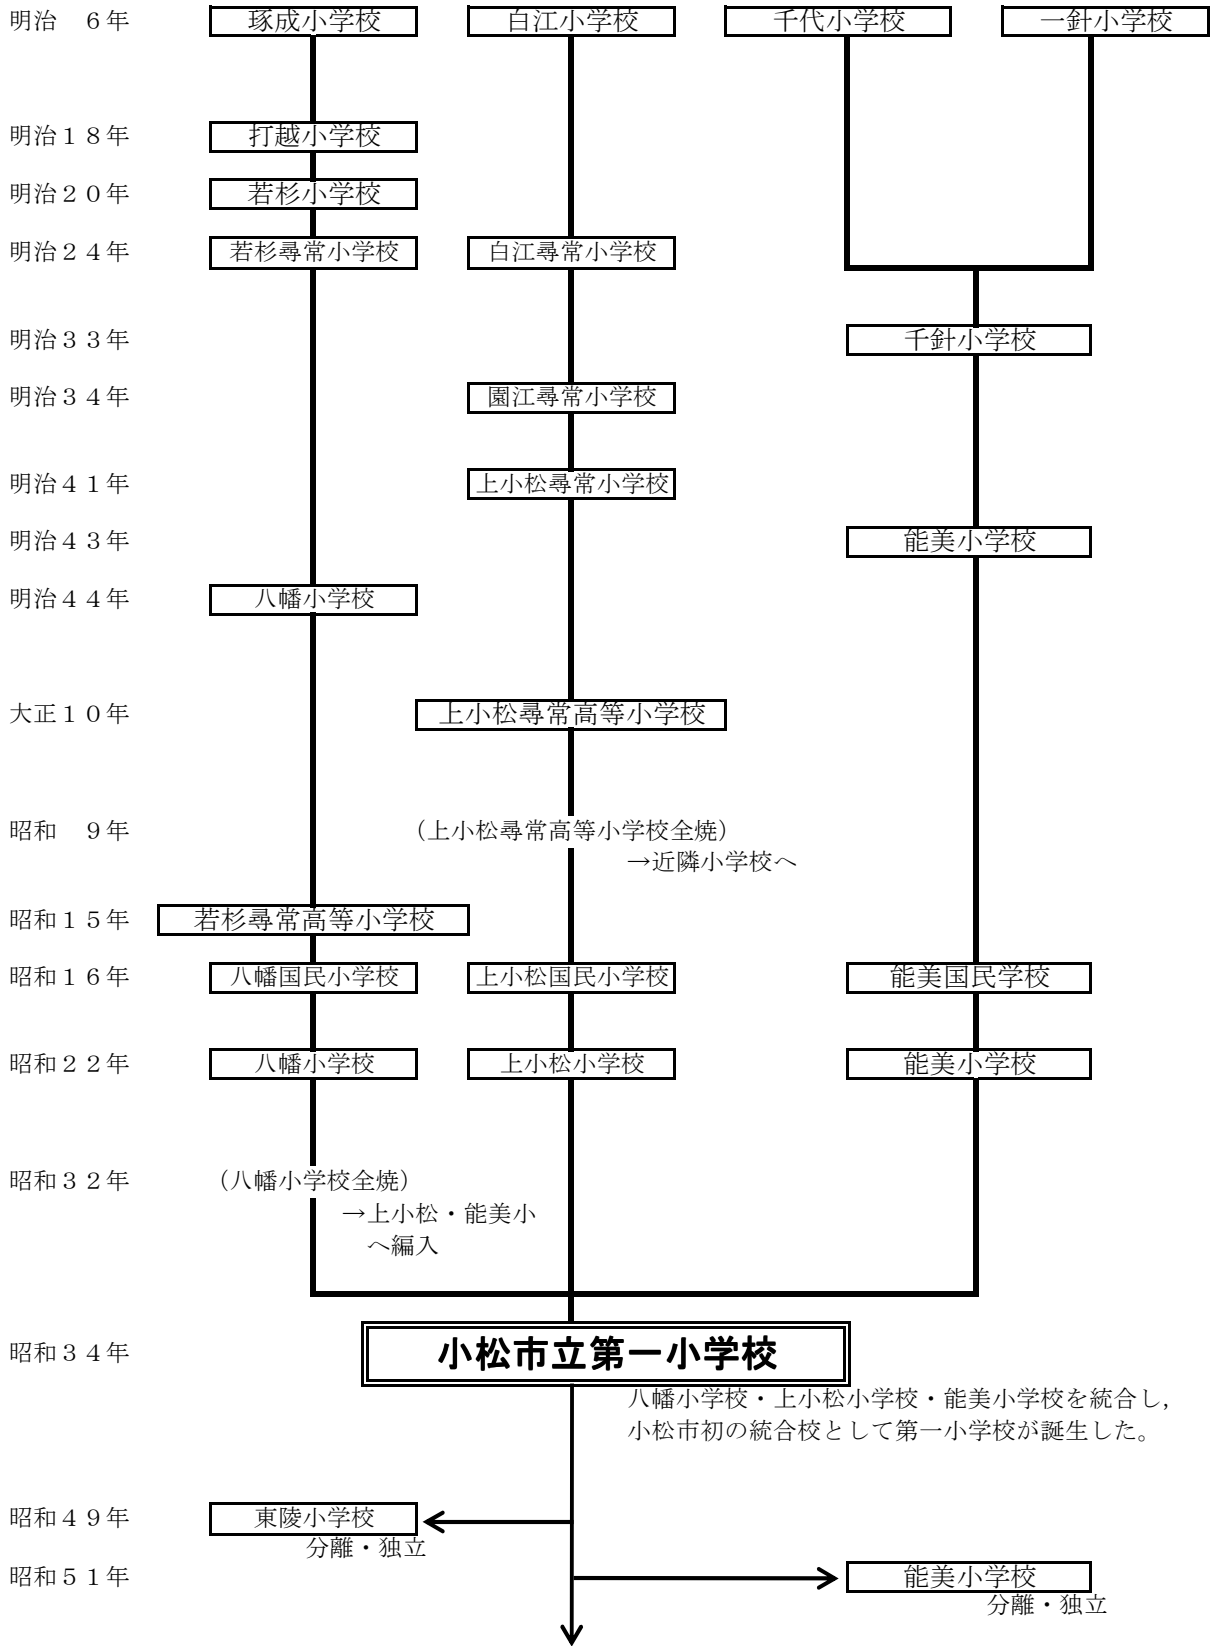 明治　６年 琢成小学校 白江小学校 千代小学校 一針小学校
明治１８年 打越小学校
明治２０年 若杉小学校
明治２４年 若杉尋常小学校 白江尋常小学校
明治３３年 千針小学校
明治３４年 園江尋常小学校
明治４１年 上小松尋常小学校
明治４３年 能美小学校
明治４４年 八幡小学校
大正１０年 上小松尋常高等小学校
昭和　９年 （上小松尋常高等小学校全焼）
→近隣小学校へ
昭和１５年 若杉尋常高等小学校
昭和１６年 八幡国民小学校 上小松国民小学校 能美国民学校
昭和２２年 八幡小学校 上小松小学校 能美小学校
昭和３２年 （八幡小学校全焼）
→上小松・能美小
へ編入
昭和３４年 小松市立第一小学校
八幡小学校・上小松小学校・能美小学校を統合し，
小松市初の統合校として第一小学校が誕生した。
昭和４９年 東陵小学校
分離・独立
昭和５１年 能美小学校
分離・独立